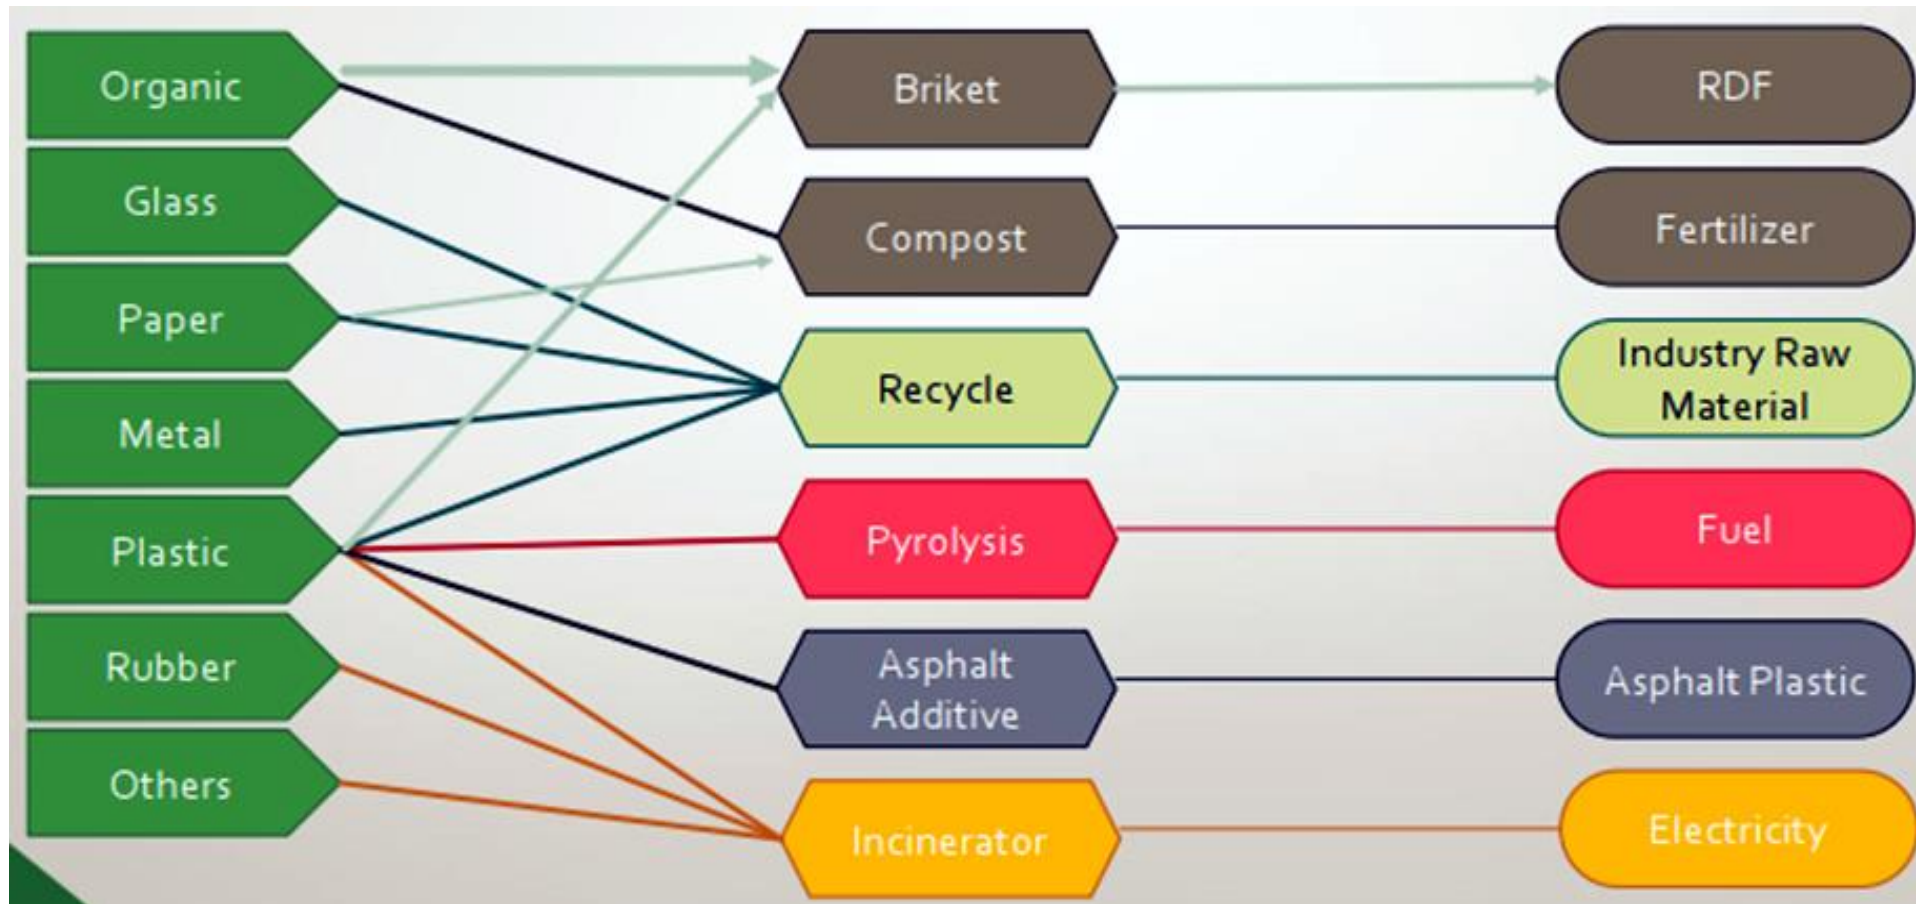 Organic
Glass
Paper
Metal
Plastic
Rubber
Others
Briket
Compost
Recycle
Pyrolysis
Asphalt
Additive
Incinerator
RDF
Fertilizer
Industry Raw
Material
Fuel
Asphalt Plastic
Electricity